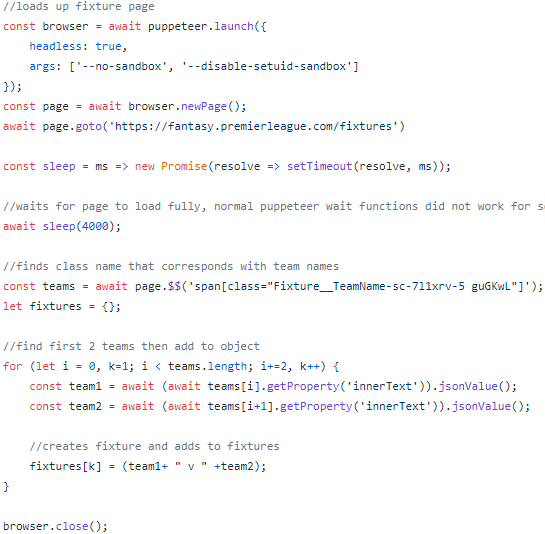 //loads up fixture page
const browser = await puppeteer.launch({
    headless: true,
    args: ['--no-sandbox', '--disable-setuid-sandbox']
});
const page = await browser.newPage();
await page.goto('https://fantasy.premierleague.com/fixtures')
const sleep = ms => new Promise(resolve => setTimeout(resolve, ms));
//waits for page to load fully, normal puppeteer wait functions did not work for
await sleep(4000);
//finds class name that corresponds with team names
const teams = await page.$$('span[class="Fixture__TeamName-sc-7l1xrv-5 guGKwL"]');
let fixtures = {};
//find first 2 teams then add to object
for (let i = 0, k=1; i < teams.length; i+=2, k++) {
    const team1 = await (await teams[i].getProperty('innerText')).jsonValue();
    const team2 = await (await teams[i+1].getProperty('innerText')).jsonValue();
    //creates fixture and adds to fixtures
    fixtures[k] = (team1+ " v " +team2);
}
browser.close();